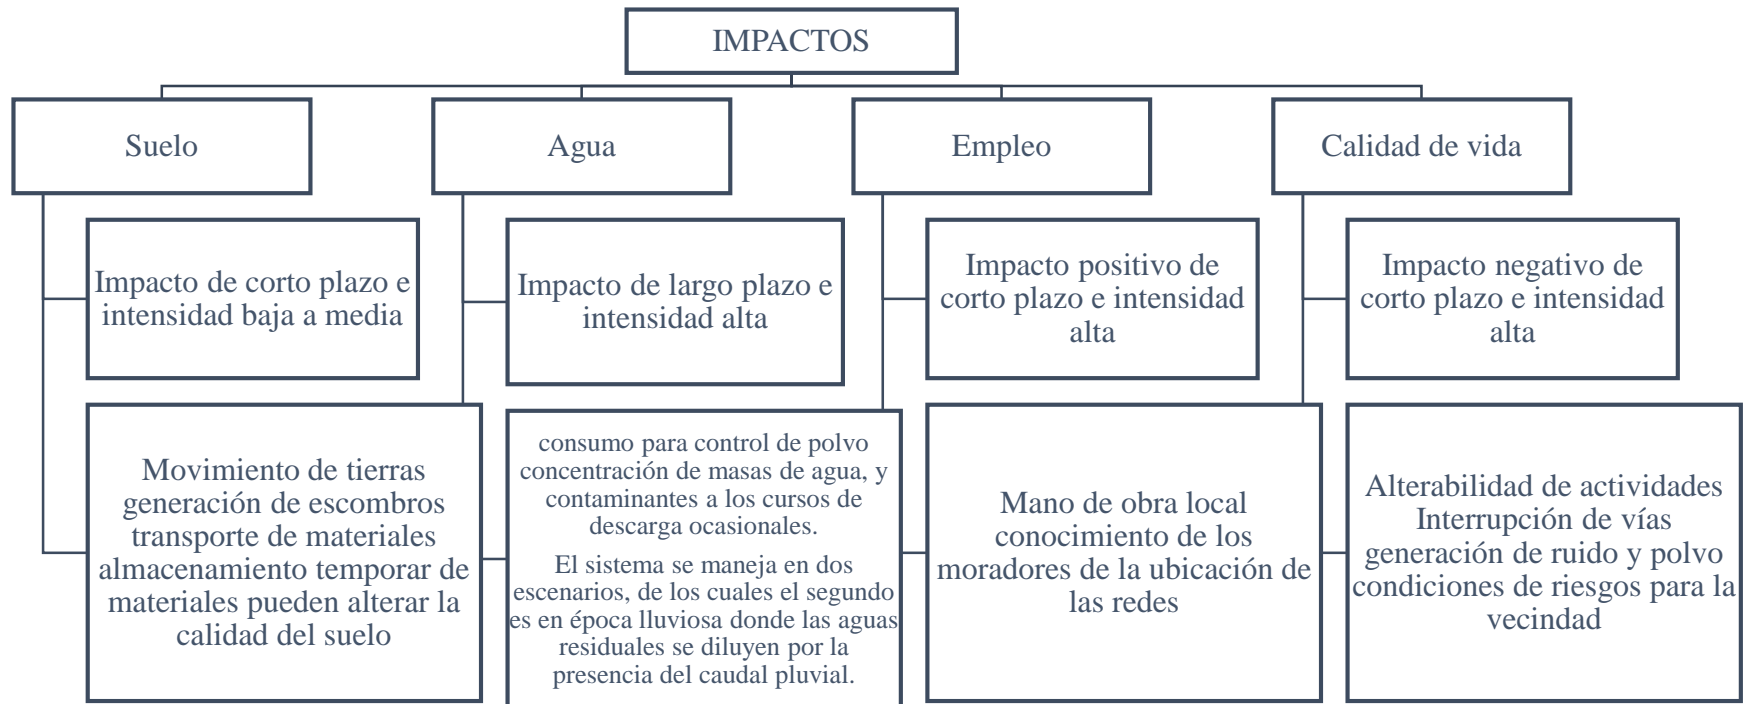 IMPACTOS
Suelo
Impacto de corto plazo e
intensidad baja a media
Movimiento de tierras
generación de escombros
transporte de materiales
almacenamiento temporar de
materiales pueden alterar la
calidad del suelo
Agua
Impacto de largo plazo e
intensidad alta
consumo para control de polvo
concentración de masas de agua, y
contaminantes a los cursos de
descarga ocasionales.
El sistema se maneja en dos
escenarios, de los cuales el segundo
es en época lluviosa donde las aguas
residuales se diluyen por la
presencia del caudal pluvial.
Empleo
Impacto positivo de
corto plazo e intensidad
alta
Mano de obra local
conocimiento de los
moradores de la ubicación de
las redes
Calidad de vida
Impacto negativo de
corto plazo e intensidad
alta
Alterabilidad de actividades
Interrupción de vías
generación de ruido y polvo
condiciones de riesgos para la
vecindad